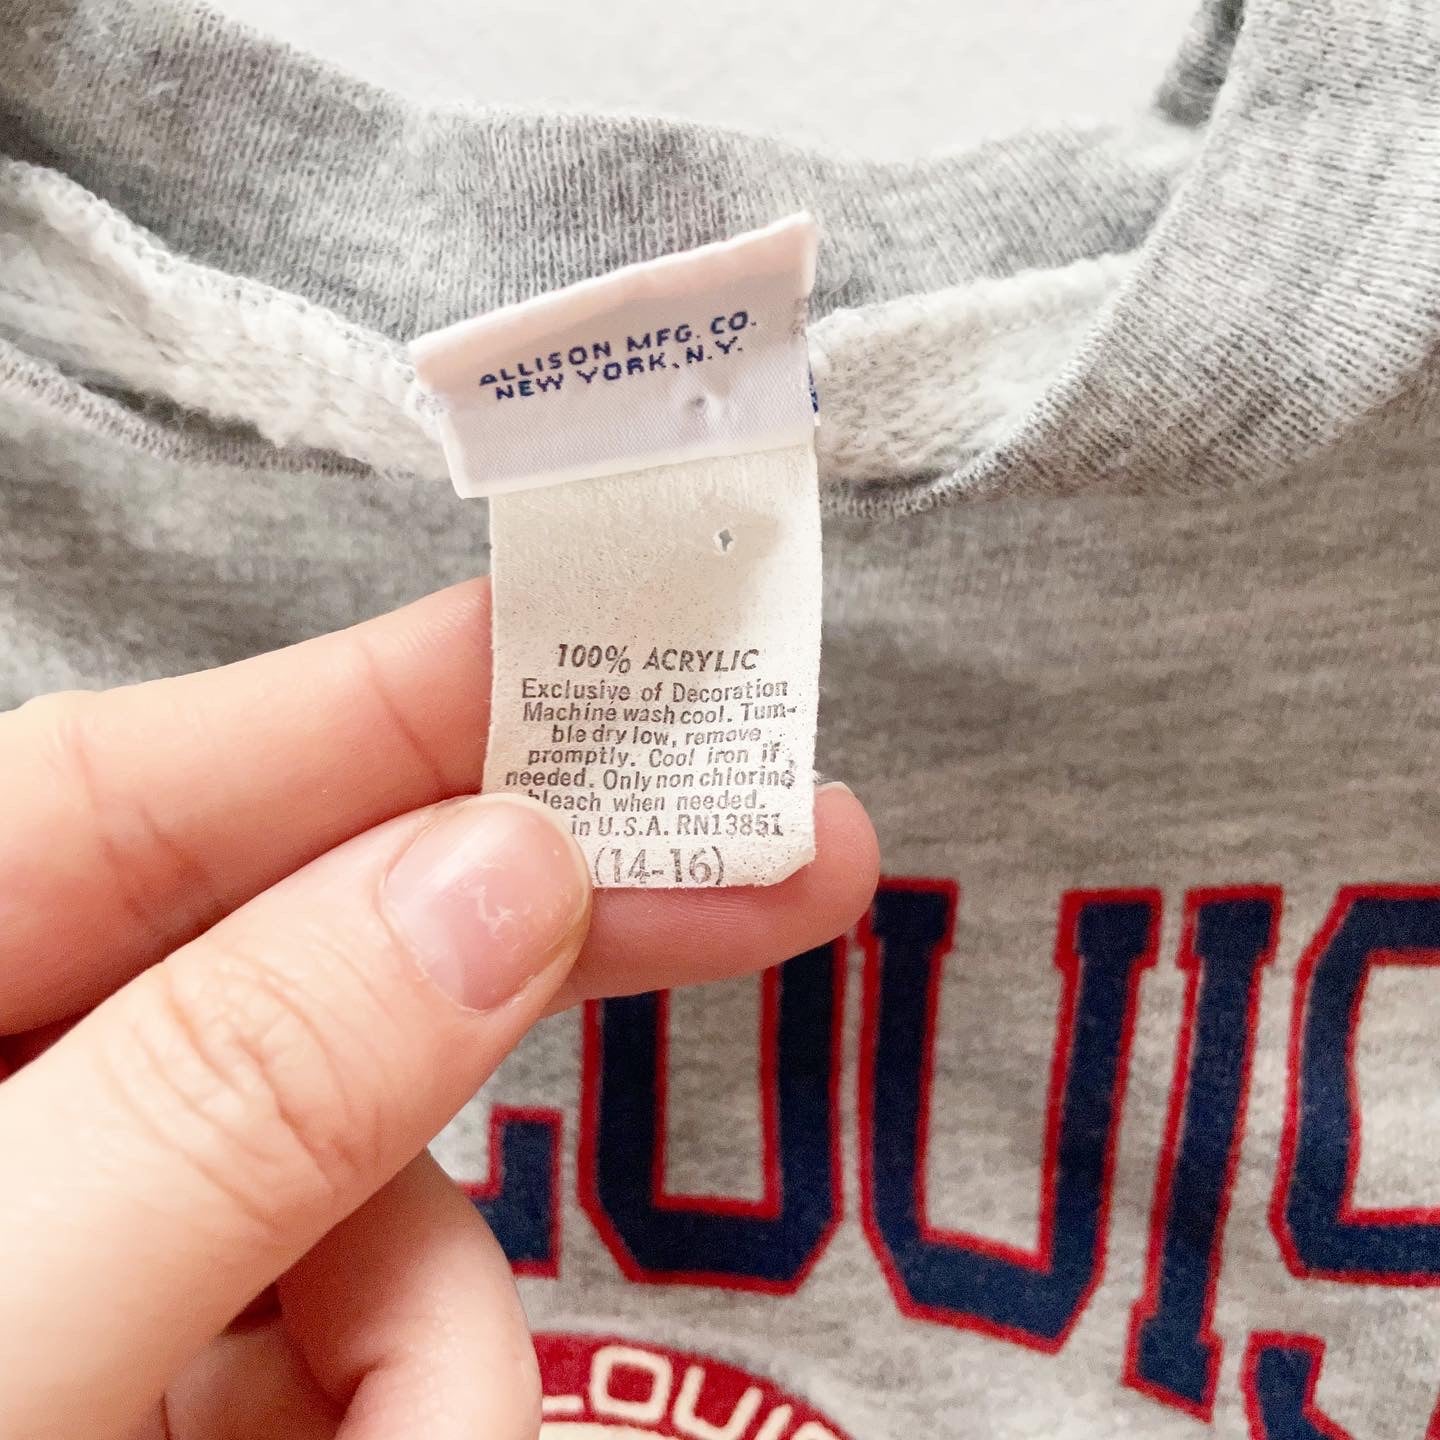 ALLISON MFG. CO.
NEW YORK, N.Y.
100% ACRYLIC
Exclusive of Decoration
Machine wash cool. Tum-
ble dry low, remove
promptly. Cool iron if
needed. Only non chlorine
bleach when needed.
in U.S.A. RN13851
(14-16)
LOUIS
LOUIS